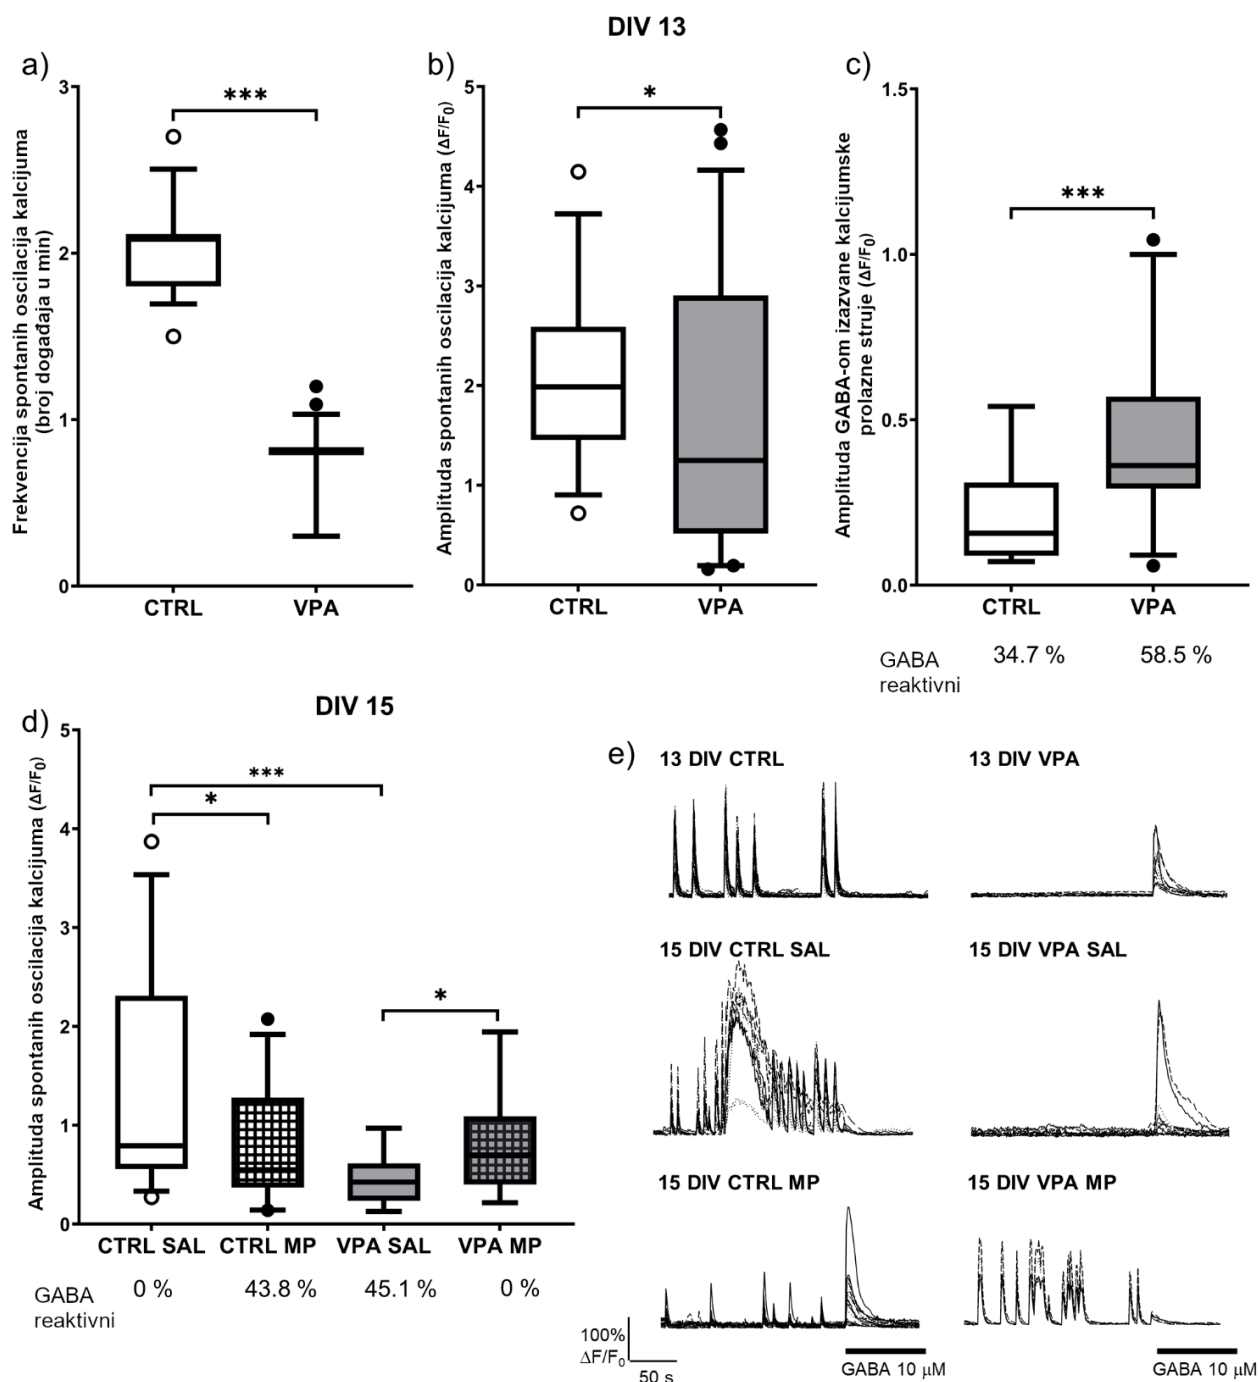 DIV 13
a)
Frekvencija spontanih oscilacija kalcijuma
(broj događaja u min)
3
2
1
0
***
CTRL
VPA
b)
Amplituda spontanih oscilacija kalcijuma (ΔF/F₀)
5
4
3
2
1
0
*
CTRL
VPA
c)
Amplituda GABA-om izazvane kalcijumske
prolazne struje (ΔF/F₀)
1.5
1.0
0.5
0.0
***
CTRL
VPA
GABA
reaktivni
34.7 %
58.5 %
DIV 15
d)
Amplituda spontanih oscilacija kalcijuma (ΔF/F₀)
5
4
3
2
1
0
***
*
*
CTRL SAL
CTRL MP
VPA SAL
VPA MP
GABA
reaktivni
0 %
43.8 %
45.1 %
0 %
e)
13 DIV CTRL
13 DIV VPA
15 DIV CTRL SAL
15 DIV VPA SAL
15 DIV CTRL MP
15 DIV VPA MP
100%
ΔF/F₀
50 s
GABA 10 µM
GABA 10 µM